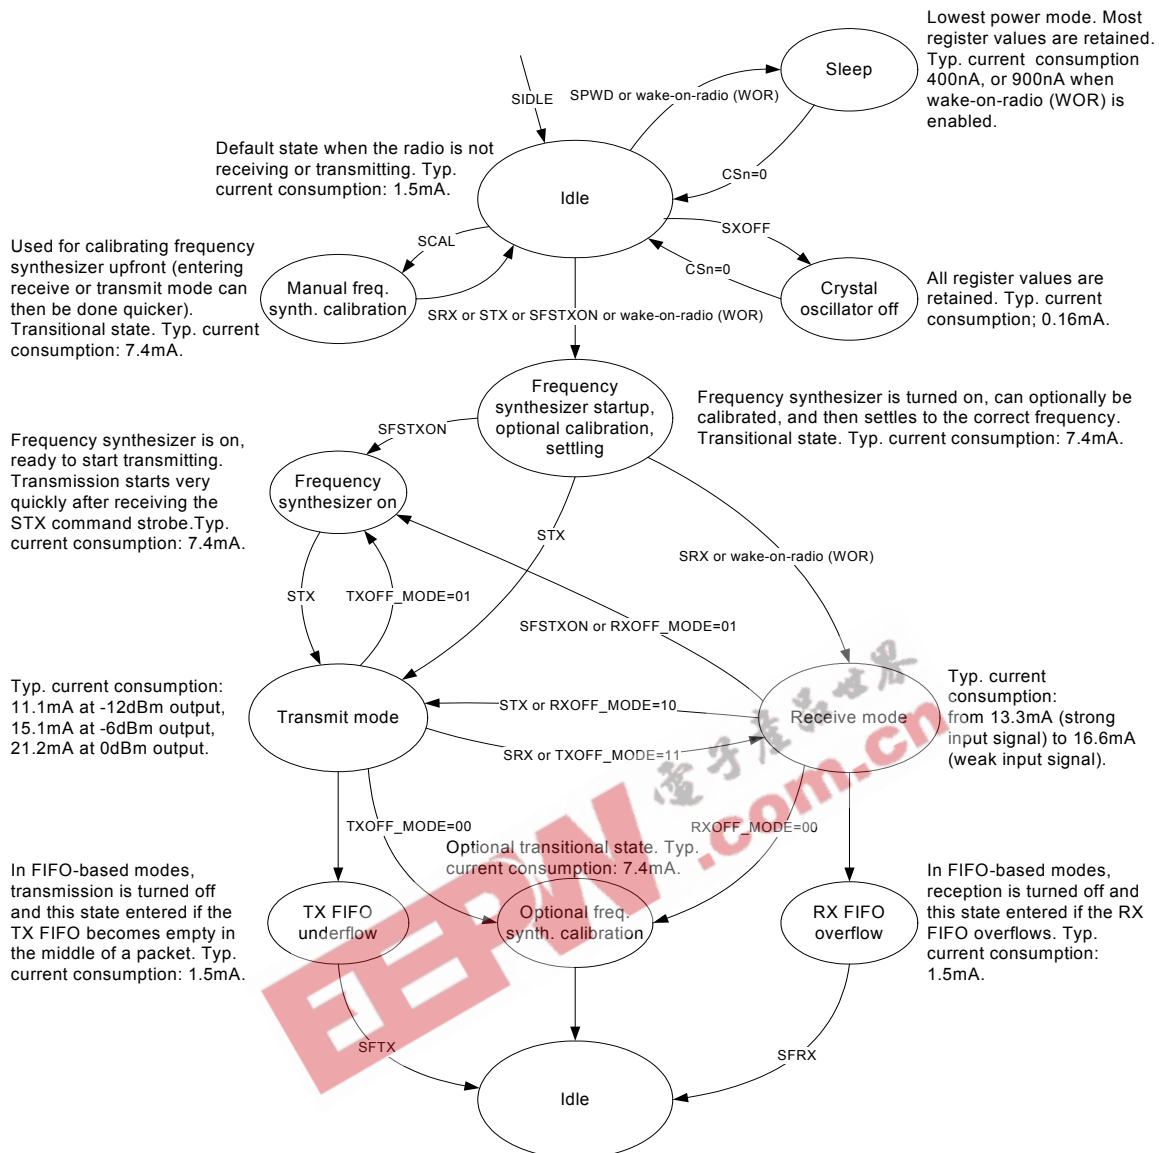 Lowest power mode. Most
register values are retained.
Typ. current consumption
400nA, or 900nA when
wake-on-radio (WOR) is
enabled.
Sleep
SIDLE
SPWD or wake-on-radio (WOR)
Default state when the radio is not
receiving or transmitting. Typ.
current consumption: 1.5mA.
CSn=0
Idle
SXOFF
SCAL
CSn=0
Used for calibrating frequency
synthesizer upfront (entering
receive or transmit mode can
then be done quicker).
Transitional state. Typ. current
consumption: 7.4mA.
Manual freq.
synth. calibration
Crystal
oscillator off
All register values are
retained. Typ. current
consumption; 0.16mA.
SRX or STX or SFSTXON or wake-on-radio (WOR)
Frequency
synthesizer startup,
optional calibration,
settling
Frequency synthesizer is turned on, can optionally be
calibrated, and then settles to the correct frequency.
Transitional state. Typ. current consumption: 7.4mA.
SFSTXON
Frequency synthesizer is on,
ready to start transmitting.
Transmission starts very
quickly after receiving the
STX command strobe.Typ.
current consumption: 7.4mA.
Frequency
synthesizer on
STX
SRX or wake-on-radio (WOR)
STX
TXOFF_MODE=01
SFSTXON or RXOFF_MODE=01
Typ. current consumption:
11.1mA at -12dBm output,
15.1mA at -6dBm output,
21.2mA at 0dBm output.
Transmit mode
STX or RXOFF_MODE=10
SRX or TXOFF_MODE=11
Receive mode
Typ. current
consumption:
from 13.3mA (strong
input signal) to 16.6mA
(weak input signal).
電子產品世界
EEPW
.com.cn
TXOFF_MODE=00
RXOFF_MODE=00
Optional transitional state. Typ.
current consumption: 7.4mA.
In FIFO-based modes,
transmission is turned off
and this state entered if the
TX FIFO becomes empty in
the middle of a packet. Typ.
current consumption: 1.5mA.
TX FIFO
underflow
Optional freq.
synth. calibration
RX FIFO
overflow
In FIFO-based modes,
reception is turned off and
this state entered if the RX
FIFO overflows. Typ.
current consumption:
1.5mA.
SFTX
SFRX
Idle